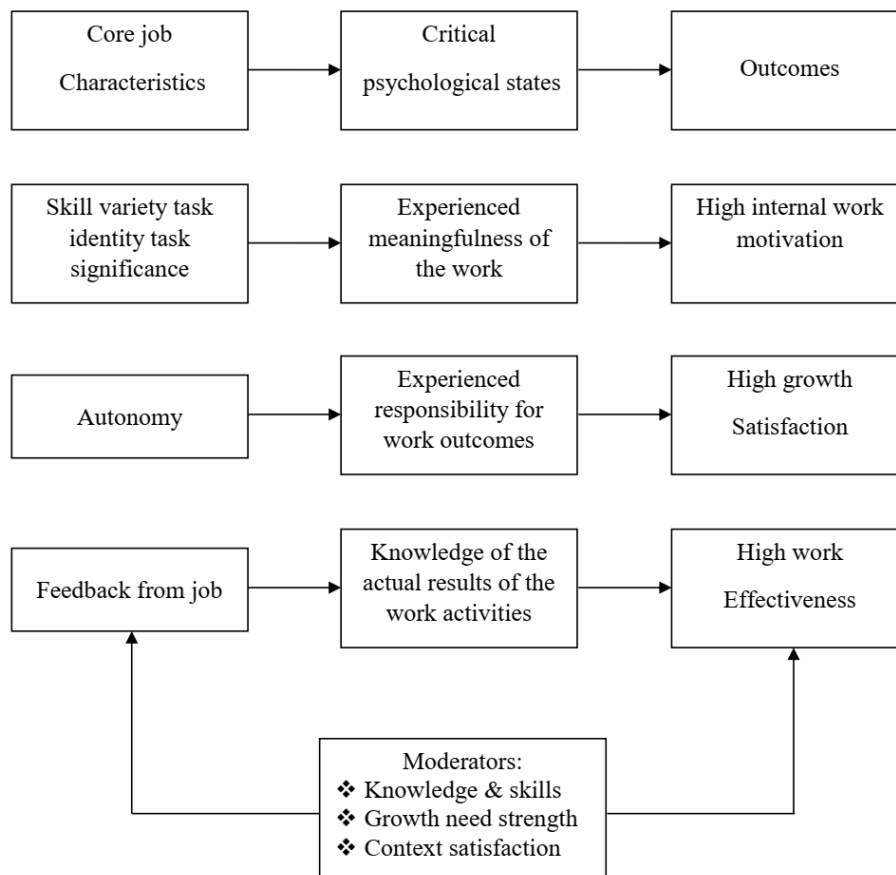 Core job
Characteristics
Critical
psychological states
Outcomes
Skill variety task
identity task
significance
Experienced
meaningfulness of
the work
High internal work
motivation
Autonomy
Experienced
responsibility for
work outcomes
High growth
Satisfaction
Feedback from job
Knowledge of the
actual results of the
work activities
High work
Effectiveness
Moderators:
❖ Knowledge & skills
❖ Growth need strength
❖ Context satisfaction